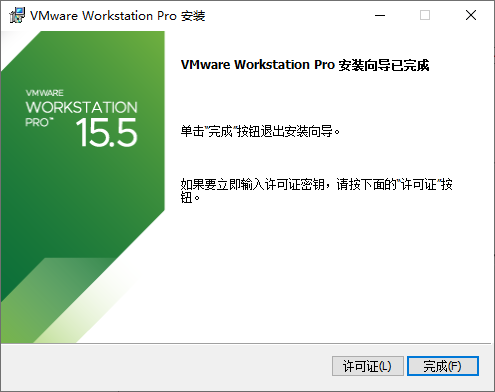 VMware Workstation Pro 安装
VMWARE
WORKSTATION
PRO™
15.5
VMware Workstation Pro 安装向导已完成
单击"完成"按钮退出安装向导。
如果要立即输入许可证密钥，请按下面的"许可证"按
钮。
许可证(L)
完成(F)